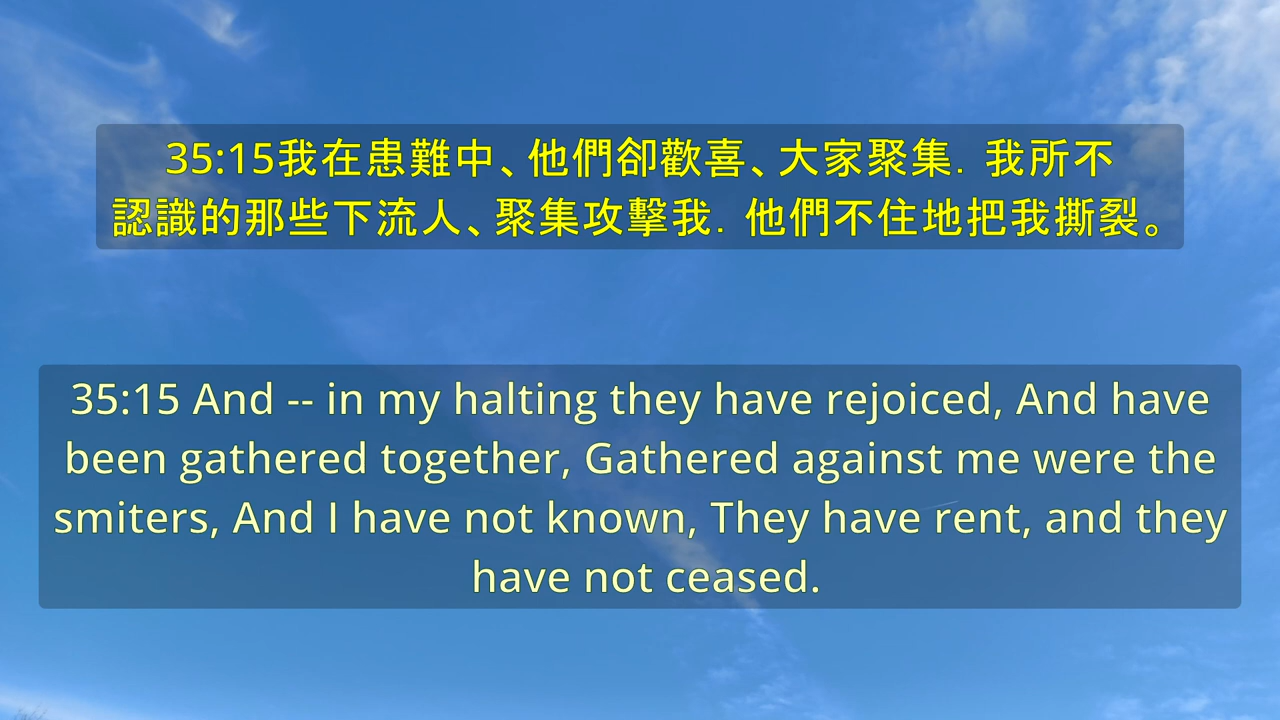 35:15我在患難中、他們卻歡喜、大家聚集． 我所不
認識的那些下流人、聚集攻擊我． 他們不住地把我撕裂。
35:15 And -- in my halting they have rejoiced, And have
been gathered together, Gathered against me were the
smiters, And I have not known, They have rent, and they
have not ceased.